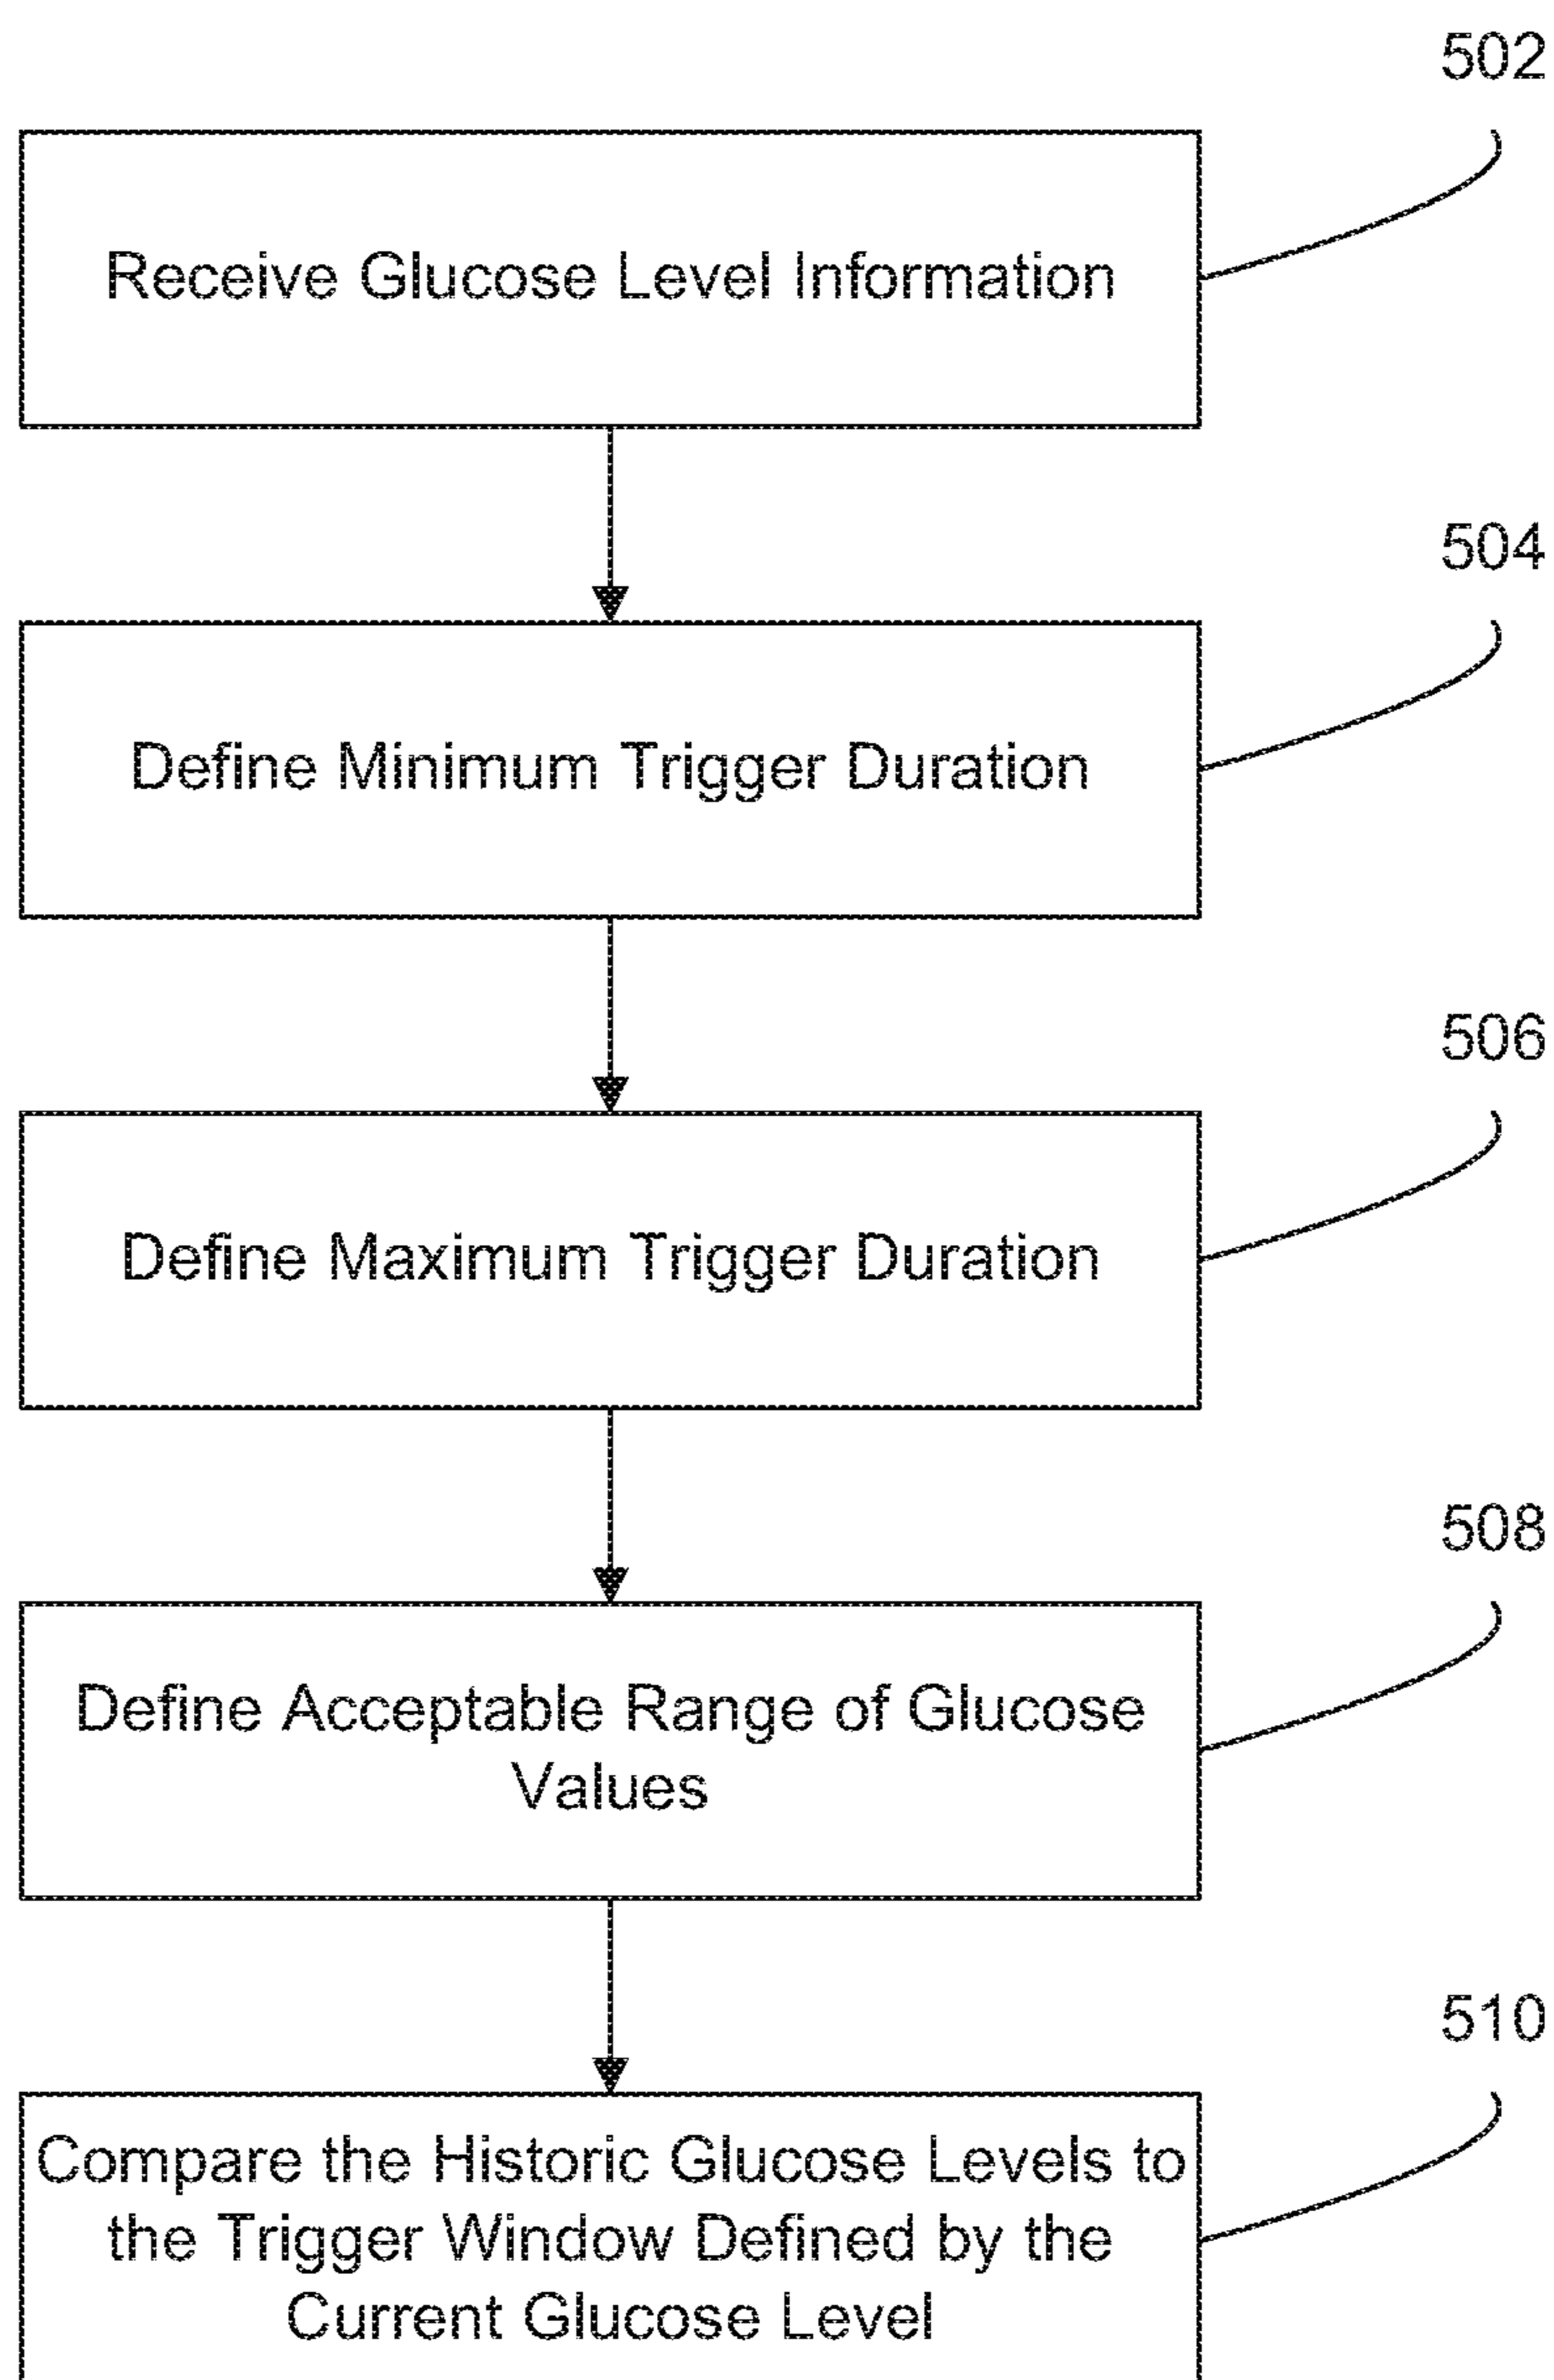 502
Receive Glucose Level Information
504
Define Minimum Trigger Duration
506
Define Maximum Trigger Duration
508
Define Acceptable Range of Glucose
Values
510
Compare the Historic Glucose Levels to
the Trigger Window Defined by the
Current Glucose Level